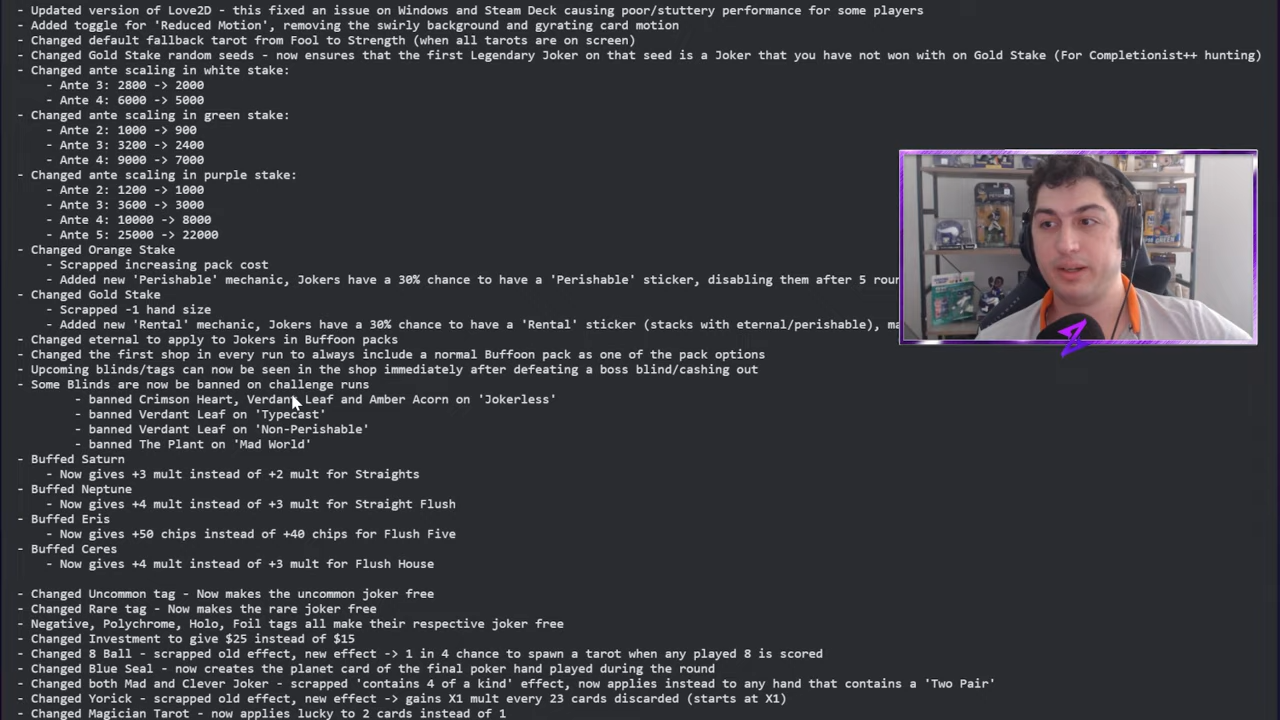 - Updated version of Love2D - this fixed an issue on Windows and Steam Deck causing poor/stuttery performance for some players
- Added toggle for 'Reduced Motion', removing the swirly background and gyrating card motion
- Changed default fallback tarot from Fool to Strength (when all tarots are on screen)
- Changed Gold Stake random seeds - now ensures that the first Legendary Joker on that seed is a Joker that you have not won with on Gold Stake (For Completionist++ hunting)
- Changed ante scaling in white stake:
- Ante 3: 2800 -> 2000
- Ante 4: 6000 -> 5000
- Changed ante scaling in green stake:
- Ante 2: 1000 -> 900
- Ante 3: 3200 -> 2400
- Ante 4: 9000 -> 7000
- Changed ante scaling in purple stake:
- Ante 2: 1200 -> 1000
- Ante 3: 3600 -> 3000
- Ante 4: 10000 -> 8000
- Ante 5: 25000 -> 22000
- Changed Orange Stake
- Scrapped increasing pack cost
- Added new 'Perishable' mechanic, Jokers have a 30% chance to have a 'Perishable' sticker, disabling them after 5 rour
- Changed Gold Stake
- Scrapped -1 hand size
- Added new 'Rental' mechanic, Jokers have a 30% chance to have a 'Rental' sticker (stacks with eternal/perishable), ma
- Changed eternal to apply to Jokers in Buffoon packs
- Changed the first shop in every run to always include a normal Buffoon pack as one of the pack options
- Upcoming blinds/tags can now be seen in the shop immediately after defeating a boss blind/cashing out
- Some Blinds are now be banned on challenge runs
- banned Crimson Heart, Verdant Leaf and Amber Acorn on 'Jokerless'
- banned Verdant Leaf on 'Typecast'
- banned Verdant Leaf on 'Non-Perishable'
- banned The Plant on 'Mad World'
- Buffed Saturn
- Now gives +3 mult instead of +2 mult for Straights
- Buffed Neptune
- Now gives +4 mult instead of +3 mult for Straight Flush
- Buffed Eris
- Now gives +50 chips instead of +40 chips for Flush Five
- Buffed Ceres
- Now gives +4 mult instead of +3 mult for Flush House
- Changed Uncommon tag - Now makes the uncommon joker free
- Changed Rare tag - Now makes the rare joker free
- Negative, Polychrome, Holo, Foil tags all make their respective joker free
- Changed Investment to give $25 instead of $15
- Changed 8 Ball - scrapped old effect, new effect -> 1 in 4 chance to spawn a tarot when any played 8 is scored
- Changed Blue Seal - now creates the planet card of the final poker hand played during the round
- Changed both Mad and Clever Joker - scrapped 'contains 4 of a kind' effect, now applies instead to any hand that contains a 'Two Pair'
- Changed Yorick - scrapped old effect, new effect -> gains X1 mult every 23 cards discarded (starts at X1)
- Changed Magician Tarot - now applies lucky to 2 cards instead of 1